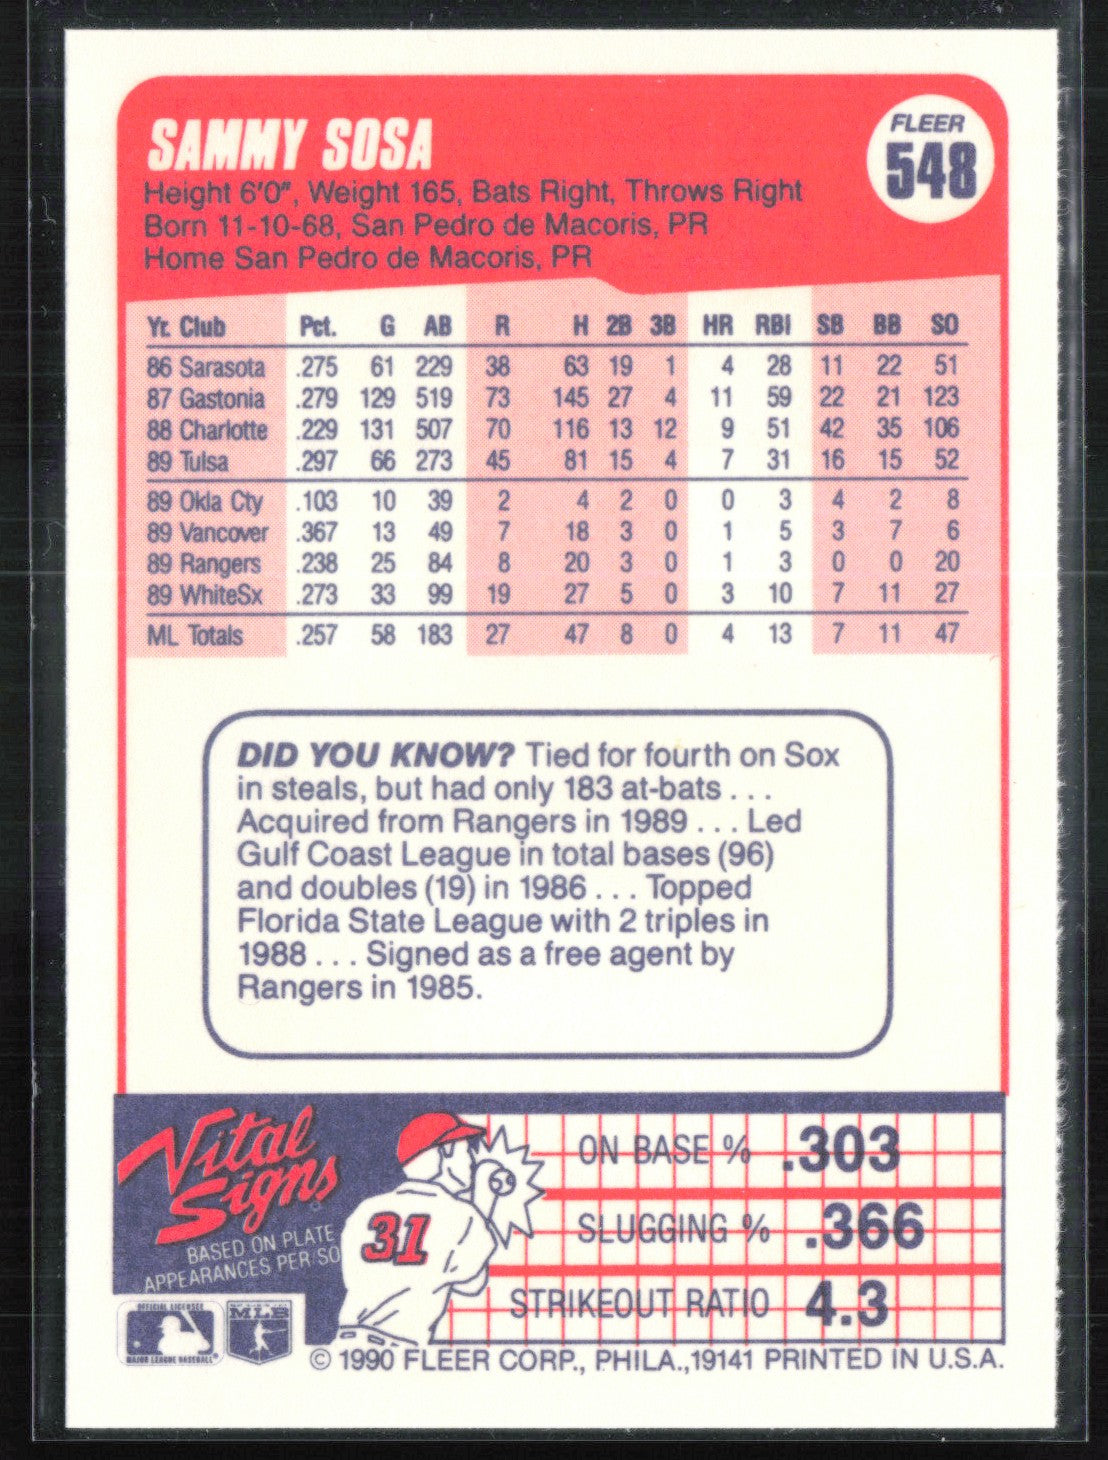 SAMMY SOSA
FLEER
548
Height 6'0", Weight 165, Bats Right, Throws Right
Born 11-10-68, San Pedro de Macoris, PR
Home San Pedro de Macoris, PR
Yr. Club Pct. G AB R H 2B 3B HR RBI SB BB SO
86 Sarasota .275 61 229 38 63 19 1 4 28 11 22 51
87 Gastonia .279 129 519 73 145 27 4 11 59 22 21 123
88 Charlotte .229 131 507 70 116 13 12 9 51 42 35 106
89 Tulsa .297 66 273 45 81 15 4 7 31 16 15 52
89 Okla Cty .103 10 39 2 4 2 0 0 3 4 2 8
89 Vancover .367 13 49 7 18 3 0 1 5 3 7 6
89 Rangers .238 25 84 8 20 3 0 1 3 0 0 20
89 WhiteSx .273 33 99 19 27 5 0 3 10 7 11 27
ML Totals .257 58 183 27 47 8 0 4 13 7 11 47
DID YOU KNOW? Tied for fourth on Sox
in steals, but had only 183 at-bats . . .
Acquired from Rangers in 1989 . . . Led
Gulf Coast League in total bases (96)
and doubles (19) in 1986 . . . Topped
Florida State League with 2 triples in
1988 . . . Signed as a free agent by
Rangers in 1985.
Vital
Signs
BASED ON PLATE
APPEARANCES PER SO
31
ON BASE % .303
SLUGGING % .366
STRIKEOUT RATIO 4.3
OFFICIAL LICENSEE
MAJOR LEAGUE BASEBALL
MLB
© 1990 FLEER CORP., PHILA.,19141 PRINTED IN U.S.A.